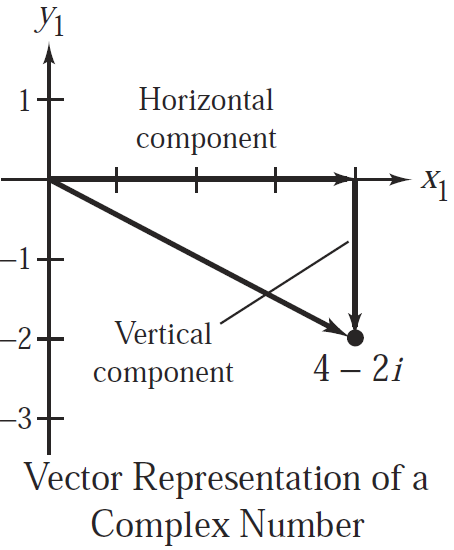 y₁
1
Horizontal
component
x₁
–1
–2
Vertical
component
4 – 2i
–3
Vector Representation of a
Complex Number